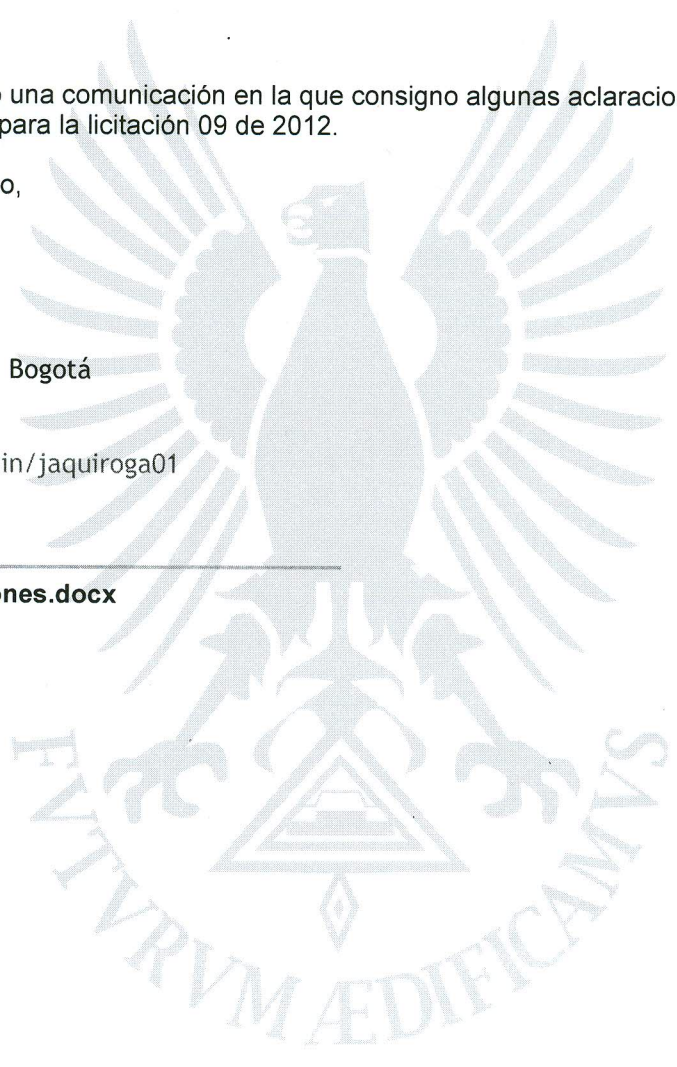 una comunicación en la que consigno algunas aclaracio
para la licitación 09 de 2012.
o,
Bogotá
in/jaquiroga01
nes.docx
FVTVRVM ÆDIFICAMVS